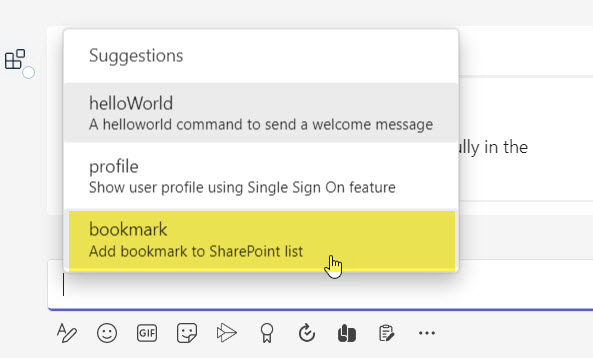 Suggestions
helloWorld
A helloworld command to send a welcome message
in the
profile
Show user profile using Single Sign On feature
bookmark
Add bookmark to SharePoint list
GIF